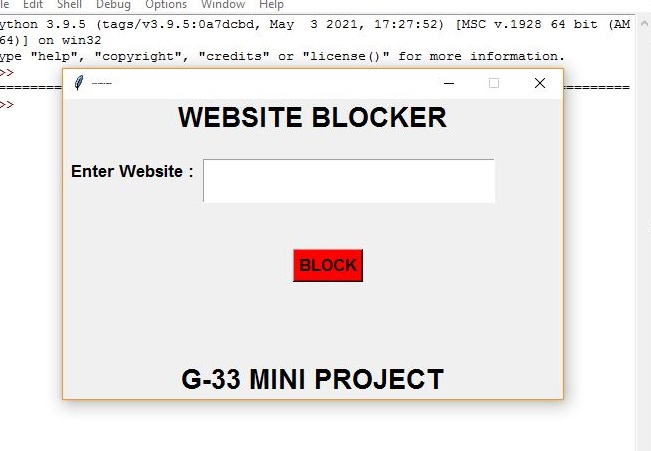 le Edit Shell Debug Options Window Help
ython 3.9.5 (tags/v3.9.5:0a7dcbd, May  3 2021, 17:27:52) [MSC v.1928 64 bit (AM
64)] on win32
ype "help", "copyright", "credits" or "license()" for more information.
>>
>>
WEBSITE BLOCKER
Enter Website :
BLOCK
G-33 MINI PROJECT